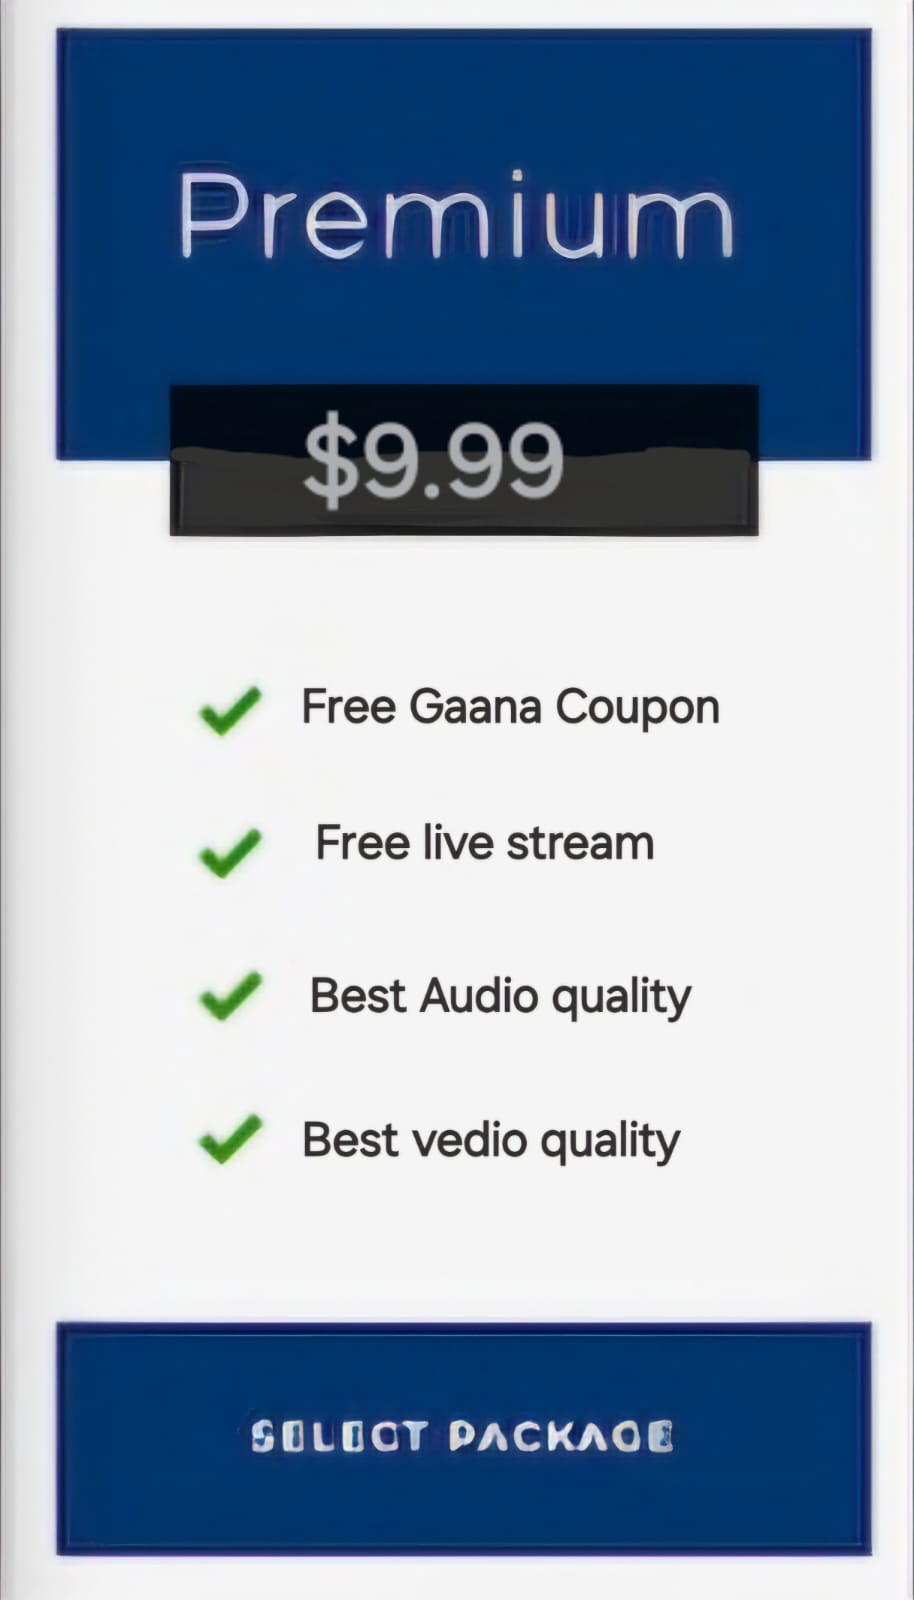 Premium
$9.99
Free Gaana Coupon
Free live stream
Best Audio quality
Best vedio quality
SELECT PACKAGE